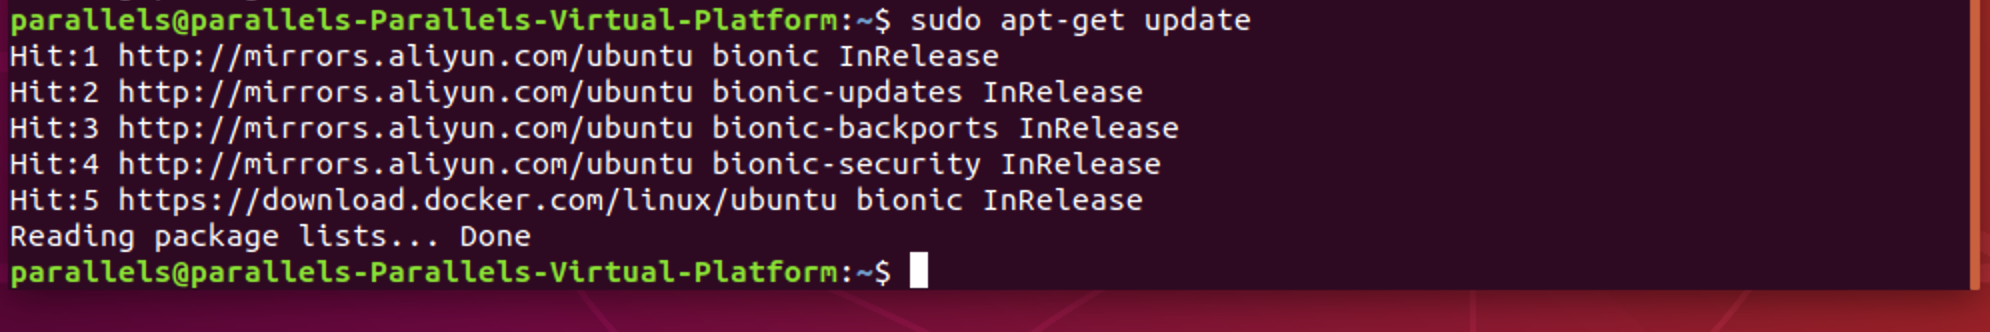 parallels@parallels-Parallels-Virtual-Platform:~$ sudo apt-get update
Hit:1 http://mirrors.aliyun.com/ubuntu bionic InRelease
Hit:2 http://mirrors.aliyun.com/ubuntu bionic-updates InRelease
Hit:3 http://mirrors.aliyun.com/ubuntu bionic-backports InRelease
Hit:4 http://mirrors.aliyun.com/ubuntu bionic-security InRelease
Hit:5 https://download.docker.com/linux/ubuntu bionic InRelease
Reading package lists... Done
parallels@parallels-Parallels-Virtual-Platform:~$